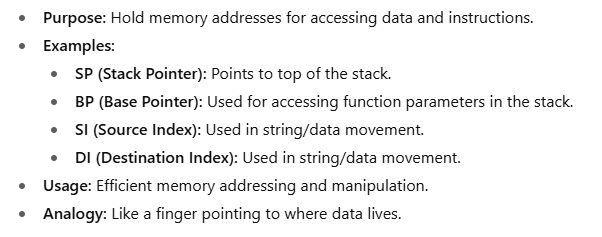 Purpose: Hold memory addresses for accessing data and instructions.
Examples:
SP (Stack Pointer): Points to top of the stack.
BP (Base Pointer): Used for accessing function parameters in the stack.
SI (Source Index): Used in string/data movement.
DI (Destination Index): Used in string/data movement.
Usage: Efficient memory addressing and manipulation.
Analogy: Like a finger pointing to where data lives.